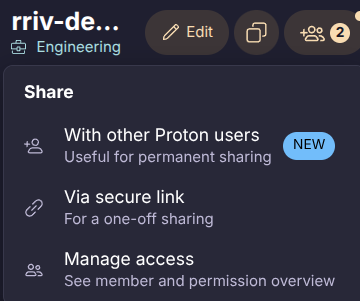 rriv-de...
Engineering
Edit
2
Share
With other Proton users
Useful for permanent sharing
NEW
Via secure link
For a one-off sharing
Manage access
See member and permission overview